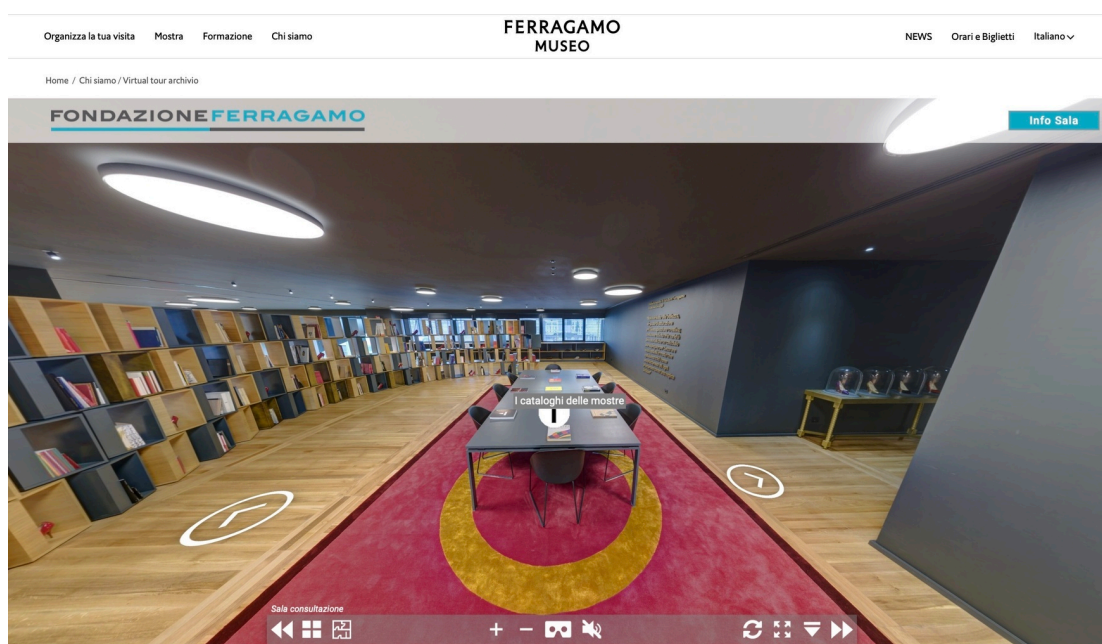 Organizza la tua visita Mostra Formazione Chi siamo
FERRAGAMO
MUSEO
NEWS Orari e Biglietti Italiano
Home / Chi siamo / Virtual tour archivio
FONDAZIONEFERRAGAMO
Info Sala
I cataloghi delle mostre
Sala consultazione